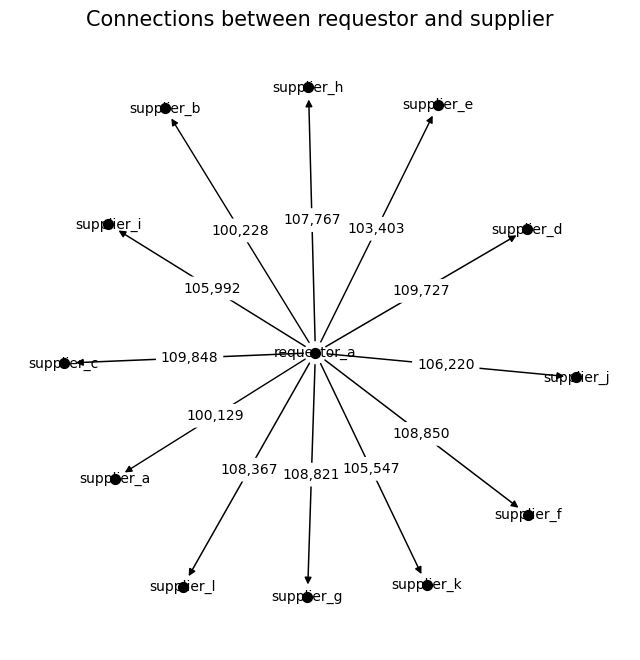 Connections between requestor and supplier
supplier_h
supplier_e
supplier_b
107,767
supplier_i
103,403
supplier_d
100,228
105,992
109,727
requestor_a
109,848
supplier_c
106,220
supplier_j
100,129
108,850
108,367
108,821
105,547
supplier_a
supplier_f
supplier_l
supplier_k
supplier_g